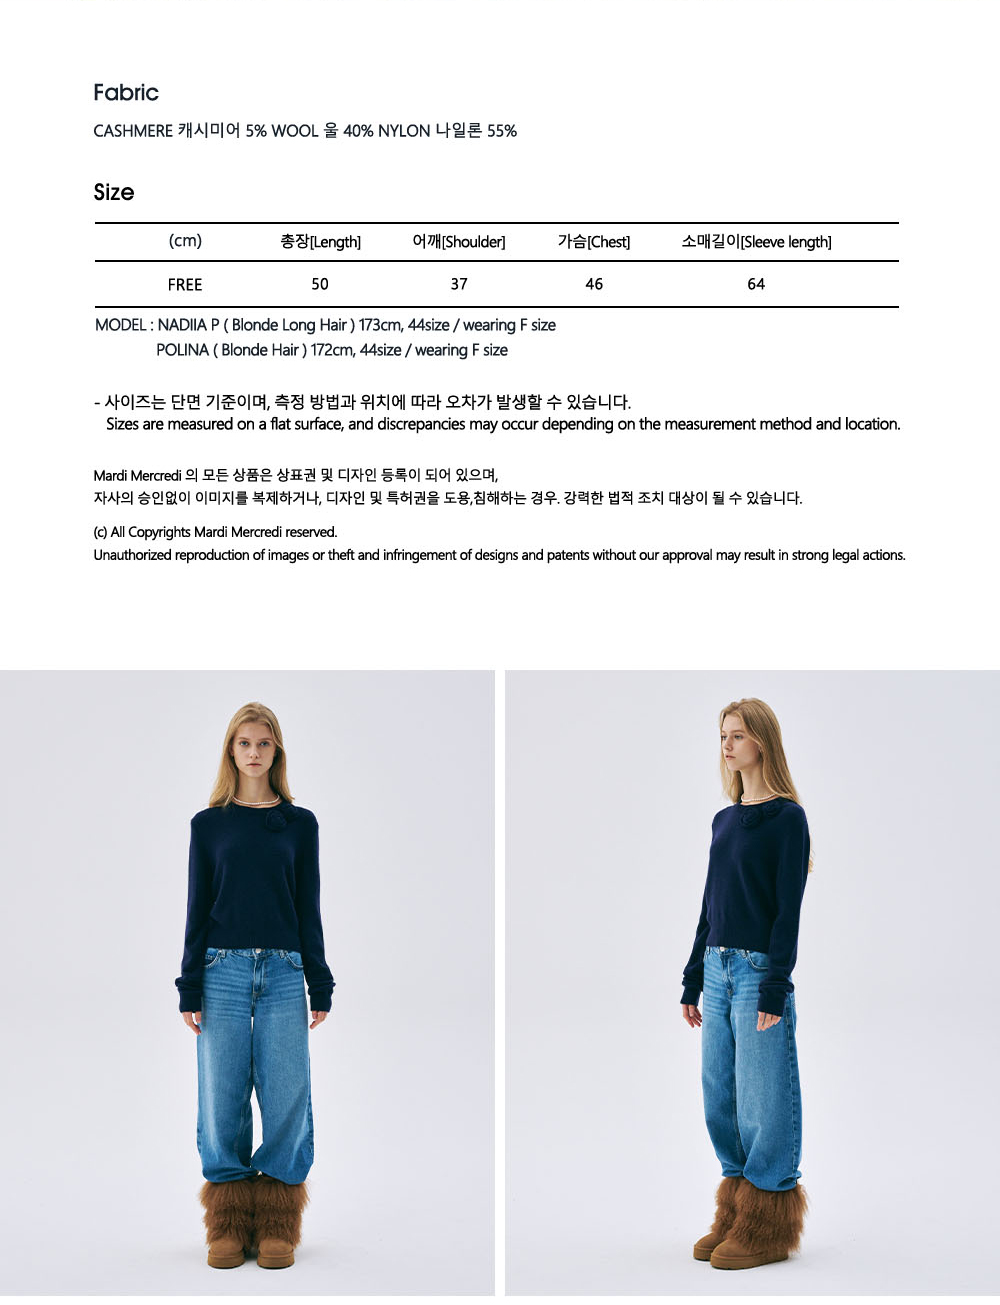 Fabric
CASHMERE 캐시미어 5% WOOL 울 40% NYLON 나일론 55%
Size
(cm) 총장[Length] 어깨[Shoulder] 가슴[Chest] 소매길이[Sleeve length]
FREE 50 37 46 64
MODEL : NADIIA P ( Blonde Long Hair ) 173cm, 44size / wearing F size
POLINA ( Blonde Hair ) 172cm, 44size / wearing F size
- 사이즈는 단면 기준이며, 측정 방법과 위치에 따라 오차가 발생할 수 있습니다.
Sizes are measured on a flat surface, and discrepancies may occur depending on the measurement method and location.
Mardi Mercredi 의 모든 상품은 상표권 및 디자인 등록이 되어 있으며,
자사의 승인없이 이미지를 복제하거나, 디자인 및 특허권을 도용,침해하는 경우. 강력한 법적 조치 대상이 될 수 있습니다.
(c) All Copyrights Mardi Mercredi reserved.
Unauthorized reproduction of images or theft and infringement of designs and patents without our approval may result in strong legal actions.